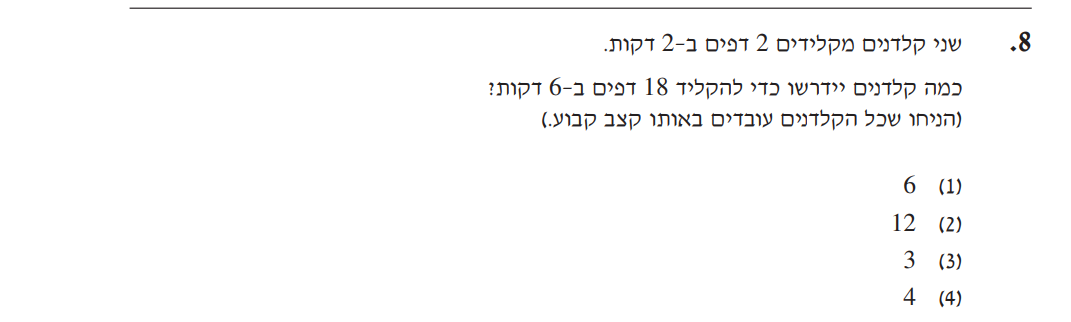 8. שני קלדנים מקלידים 2 דפים ב-2 דקות.
כמה קלדנים יידרשו כדי להקליד 18 דפים ב-6 דקות?
(הניחו שכל הקלדנים עובדים באותו קצב קבוע.)
(1) 6
(2) 12
(3) 3
(4) 4